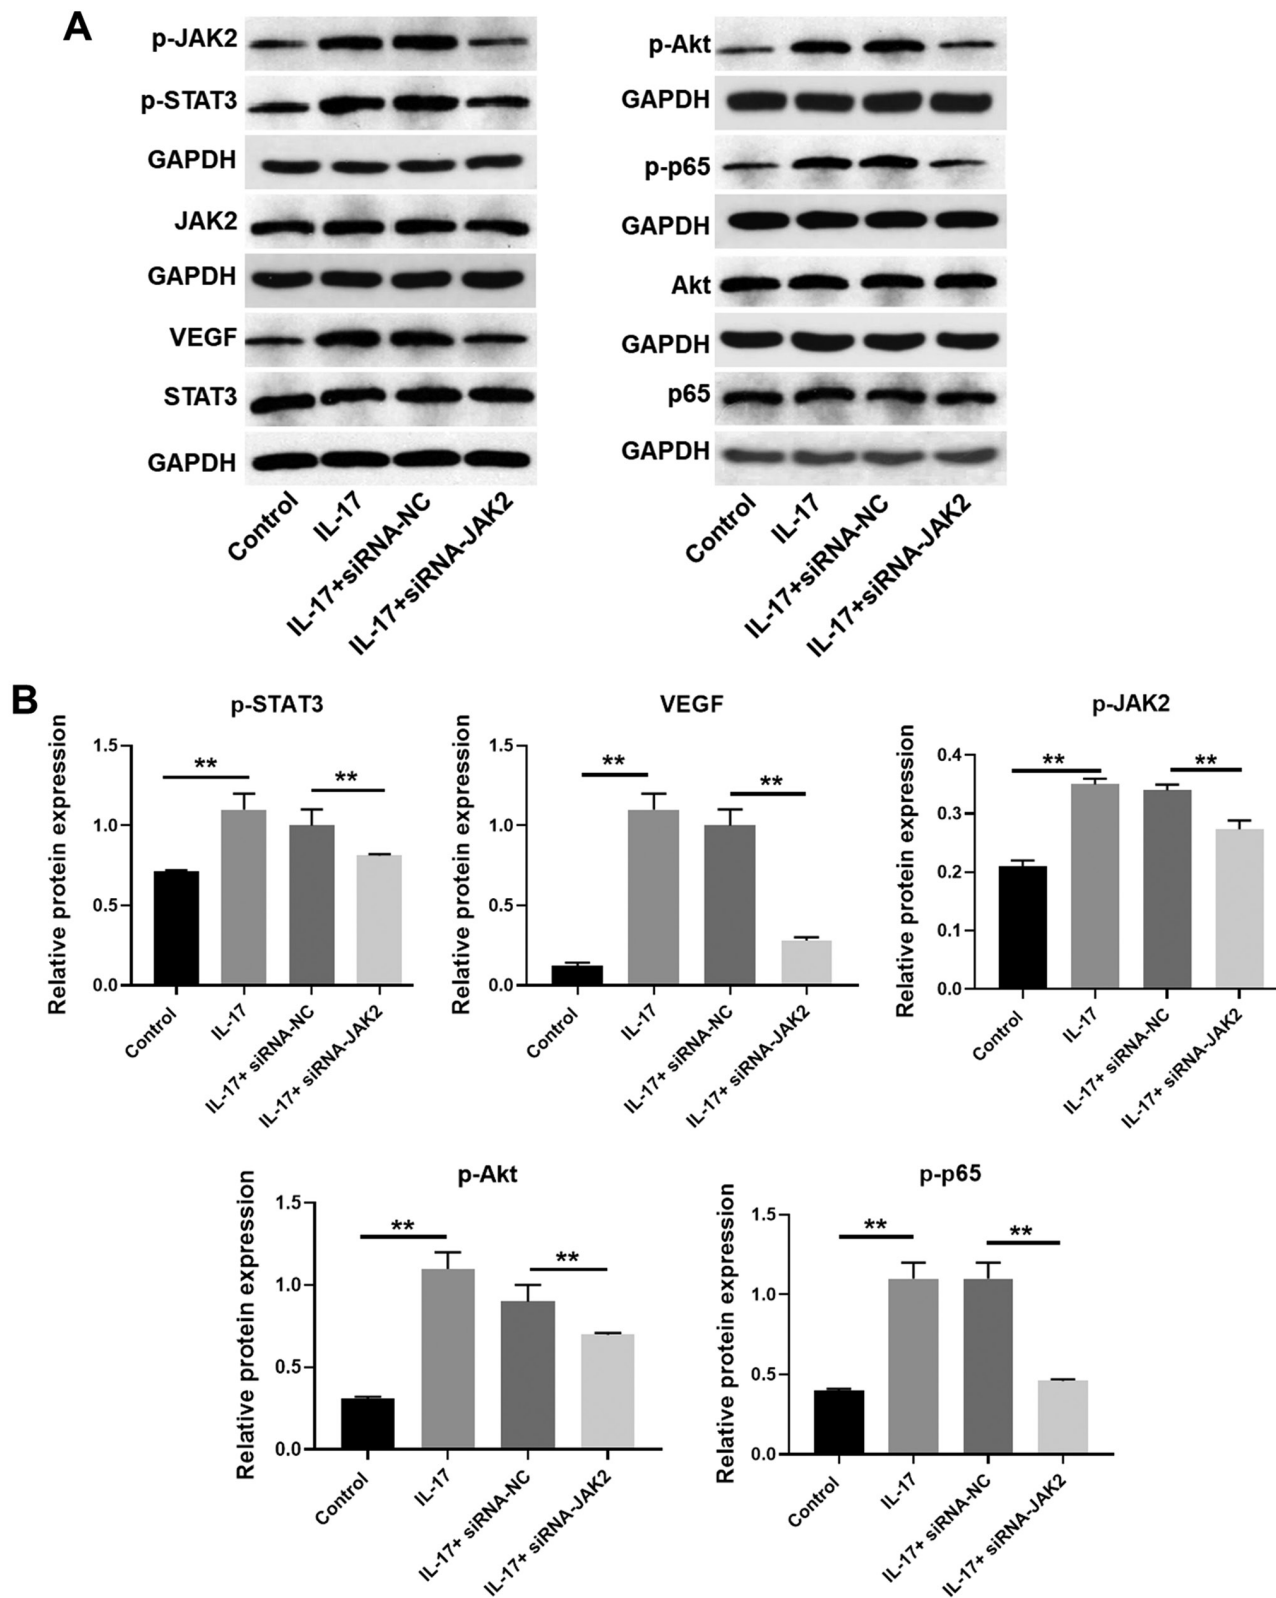 A
p-JAK2
p-STAT3
GAPDH
JAK2
GAPDH
VEGF
STAT3
GAPDH
Control
IL-17
IL-17+siRNA-NC
IL-17+siRNA-JAK2
p-Akt
GAPDH
p-p65
GAPDH
Akt
GAPDH
p65
GAPDH
Control
IL-17
IL-17+siRNA-NC
IL-17+siRNA-JAK2
B
p-STAT3
Relative protein expression
1.5
1.0
0.5
0.0
**
**
Control
IL-17
IL-17+ siRNA-NC
IL-17+ siRNA-JAK2
VEGF
Relative protein expression
1.5
1.0
0.5
0.0
**
**
Control
IL-17
IL-17+ siRNA-NC
IL-17+ siRNA-JAK2
p-JAK2
Relative protein expression
0.4
0.3
0.2
0.1
0.0
**
**
Control
IL-17
IL-17+ siRNA-NC
IL-17+ siRNA-JAK2
p-Akt
Relative protein expression
1.5
1.0
0.5
0.0
**
**
Control
IL-17
IL-17+ siRNA-NC
IL-17+ siRNA-JAK2
p-p65
Relative protein expression
1.5
1.0
0.5
0.0
**
**
Control
IL-17
IL-17+ siRNA-NC
IL-17+ siRNA-JAK2